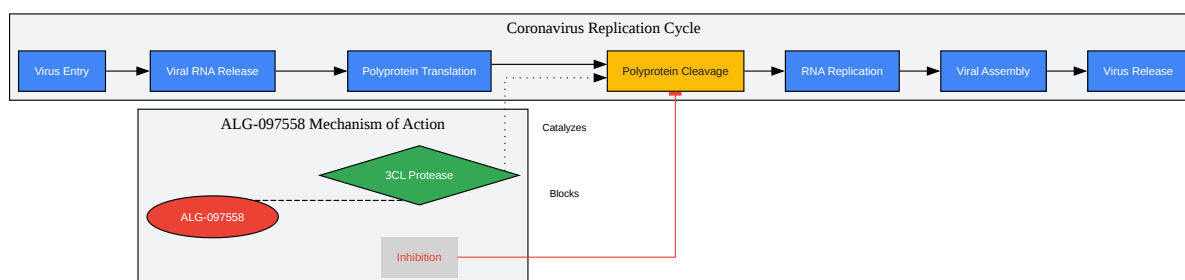 Coronavirus Replication Cycle
Virus Entry
Viral RNA Release
Polyprotein Translation
Polyprotein Cleavage
RNA Replication
Viral Assembly
Virus Release
ALG-097558 Mechanism of Action
Catalyzes
3CL Protease
Blocks
ALG-097558
Inhibition